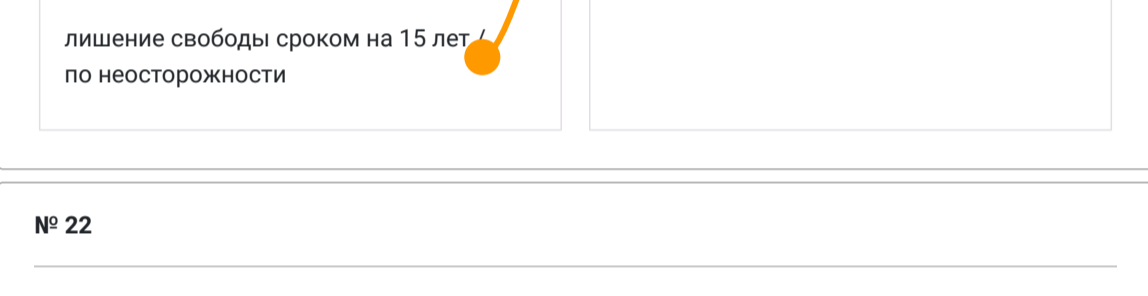 лишение свободы сроком на 15 лет /
по неосторожности
№ 22